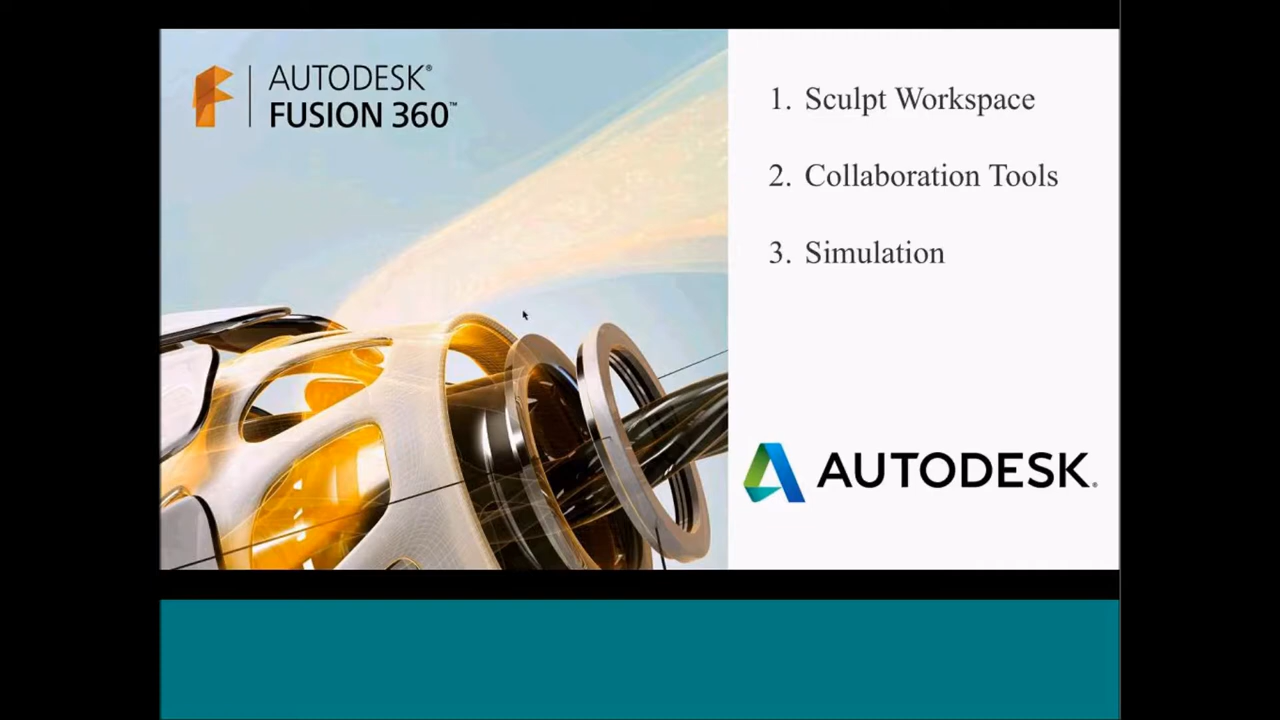 AUTODESK®
FUSION 360™
1. Sculpt Workspace
2. Collaboration Tools
3. Simulation
AUTODESK®